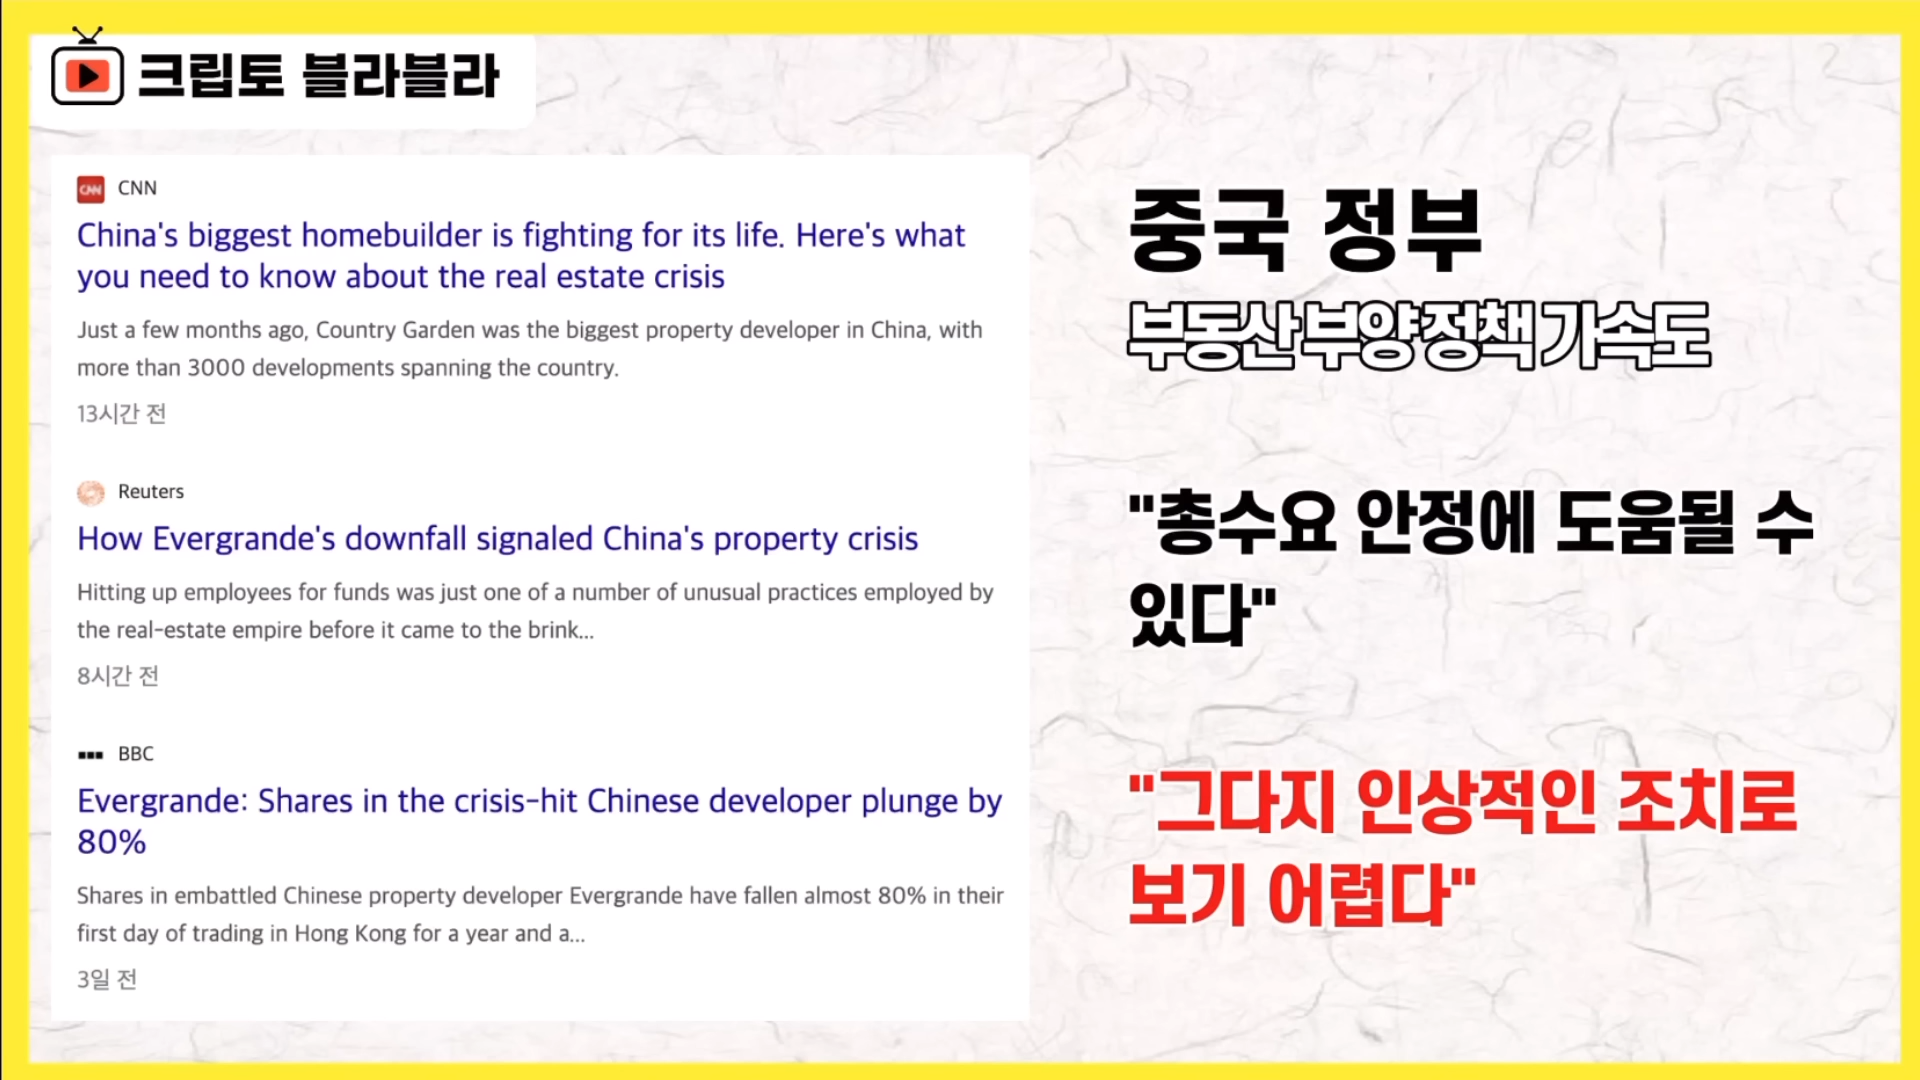 크립토 블라블라
CNN
China's biggest homebuilder is fighting for its life. Here's what
you need to know about the real estate crisis
Just a few months ago, Country Garden was the biggest property developer in China, with
more than 3000 developments spanning the country.
13시간 전
Reuters
How Evergrande's downfall signaled China's property crisis
Hitting up employees for funds was just one of a number of unusual practices employed by
the real-estate empire before it came to the brink...
8시간 전
BBC
Evergrande: Shares in the crisis-hit Chinese developer plunge by
80%
Shares in embattled Chinese property developer Evergrande have fallen almost 80% in their
first day of trading in Hong Kong for a year and a...
3일 전
중국 정부
부동산 부양 정책 가속도
"총수요 안정에 도움될 수
있다"
"그다지 인상적인 조치로
보기 어렵다"